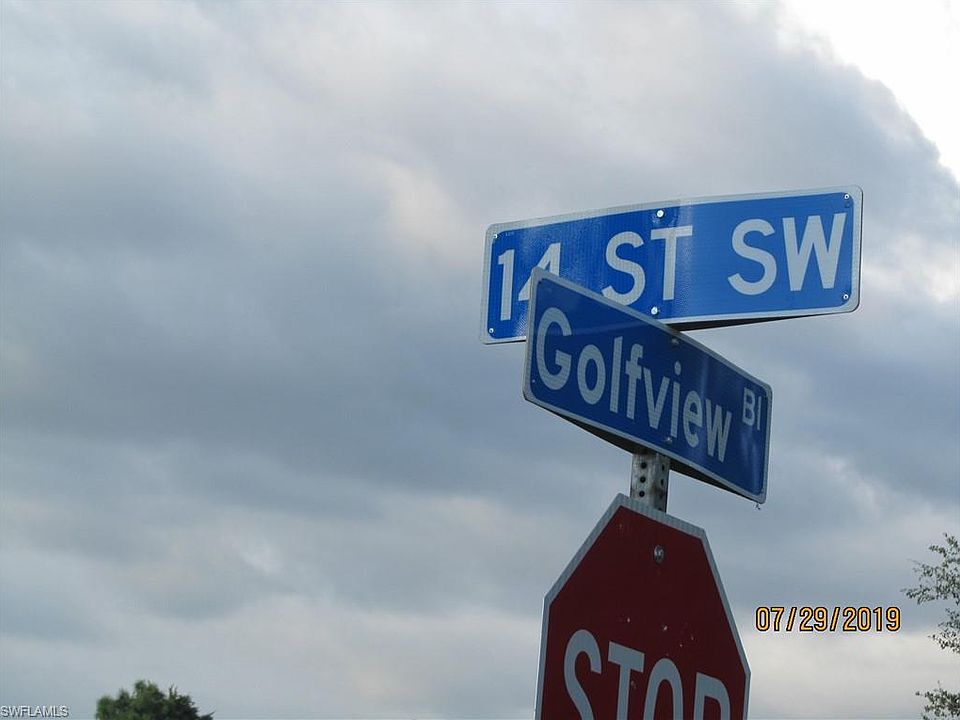 14 ST SW
Golfview Bl
STOP
07/29/2019
SWFLAMLS